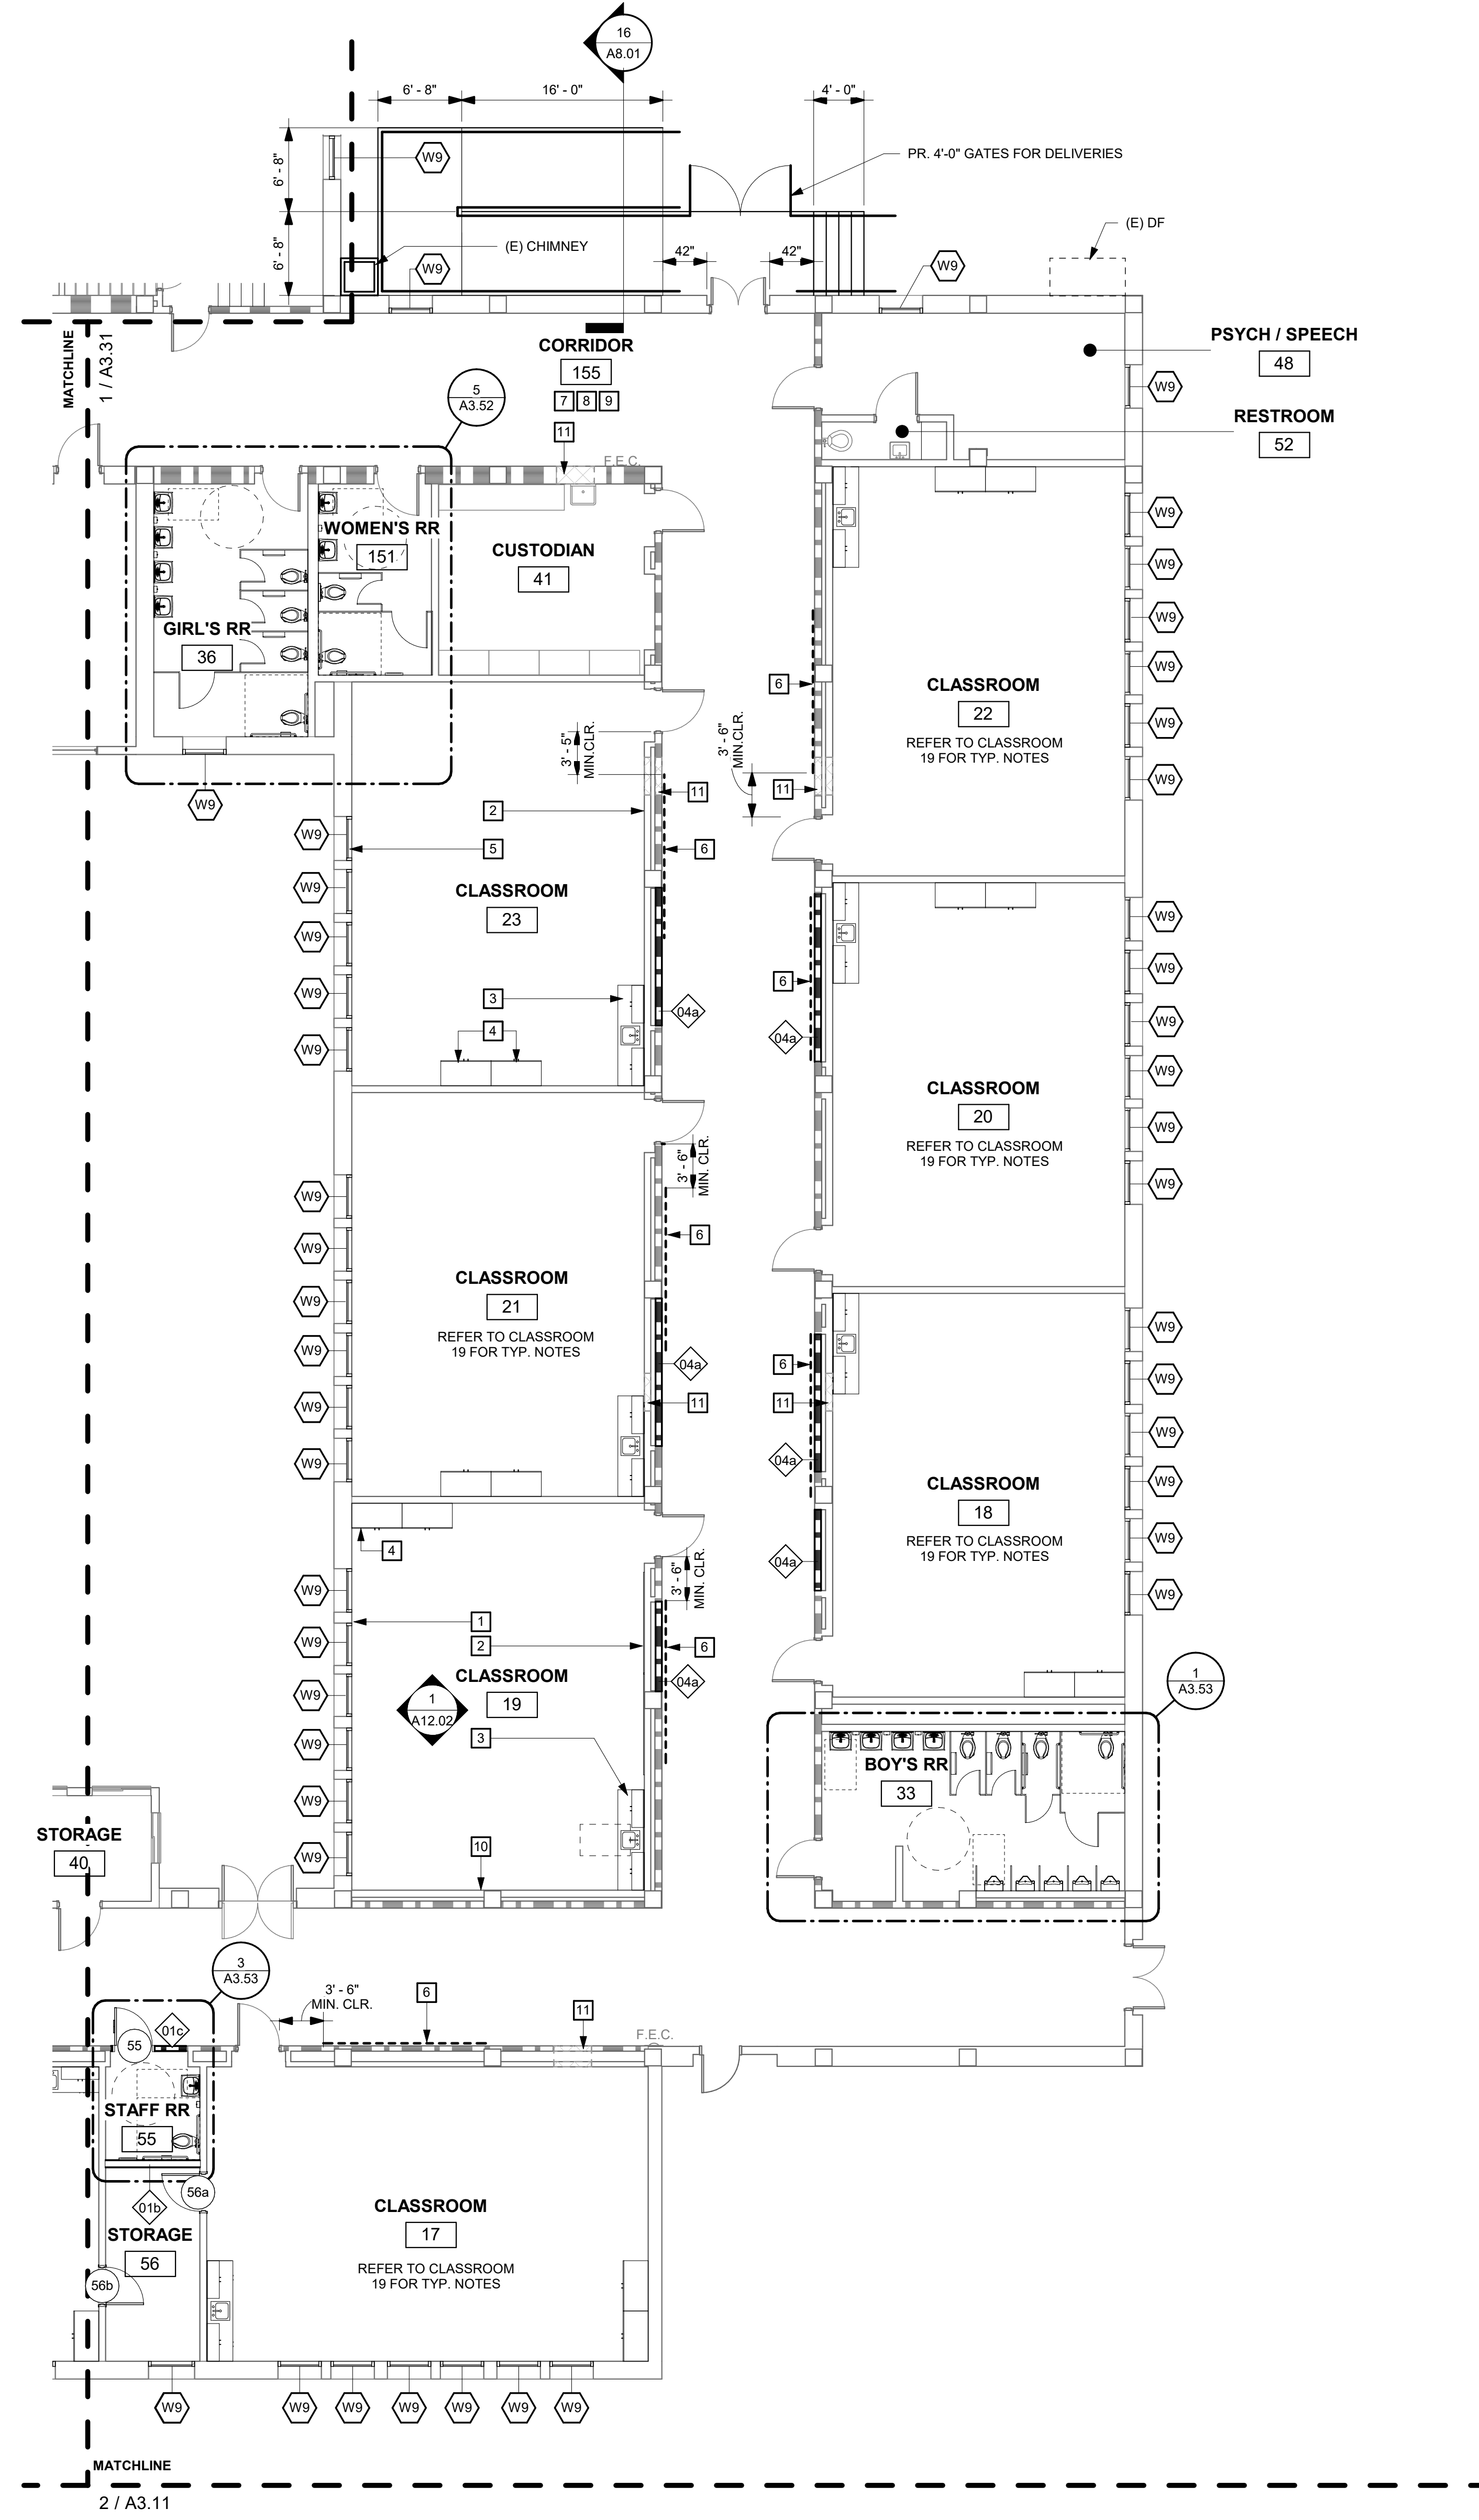 16
A8.01
6' - 8"
16' - 0"
4' - 0"
W9
PR. 4'-0" GATES FOR DELIVERIES
6' - 8"
(E) DF
(E) CHIMNEY
6' - 8"
42"
42"
W9
W9
MATCHLINE
1 / A3.31
CORRIDOR
155
7 8 9
11
PSYCH / SPEECH
48
W9
5
A3.52
RESTROOM
52
F.E.C.
WOMEN'S RR
151
CUSTODIAN
41
GIRL'S RR
36
W9
W9
W9
W9
W9
W9
W9
CLASSROOM
22
REFER TO CLASSROOM
19 FOR TYP. NOTES
6
3' - 5"
MIN.CLR.
3' - 6"
MIN.CLR.
11
11
2
5
6
W9
W9
W9
W9
W9
CLASSROOM
23
3
4
04a
6
04a
W9
W9
W9
W9
W9
W9
CLASSROOM
20
REFER TO CLASSROOM
19 FOR TYP. NOTES
3' - 6"
MIN. CLR.
6
W9
W9
W9
W9
W9
W9
CLASSROOM
21
REFER TO CLASSROOM
19 FOR TYP. NOTES
04a
11
6
11
04a
04a
W9
W9
W9
W9
W9
W9
CLASSROOM
18
REFER TO CLASSROOM
19 FOR TYP. NOTES
4
3' - 6"
MIN. CLR.
1
2
6
04a
W9
W9
W9
W9
W9
W9
CLASSROOM
19
1
A12.02
3
10
1
A3.53
BOY'S RR
33
STORAGE
40
3
A3.53
3' - 6"
MIN. CLR.
6
11
F.E.C.
01c
55
STAFF RR
55
56a
01b
STORAGE
56
56b
CLASSROOM
17
REFER TO CLASSROOM
19 FOR TYP. NOTES
W9
W9
W9
W9
W9
W9
W9
MATCHLINE
2 / A3.11